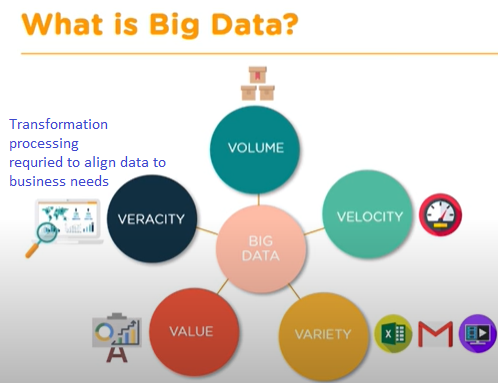 What is Big Data?
Transformation
processing
requried to align data to
business needs
VOLUME
VERACITY
VELOCITY
BIG
DATA
VALUE
VARIETY